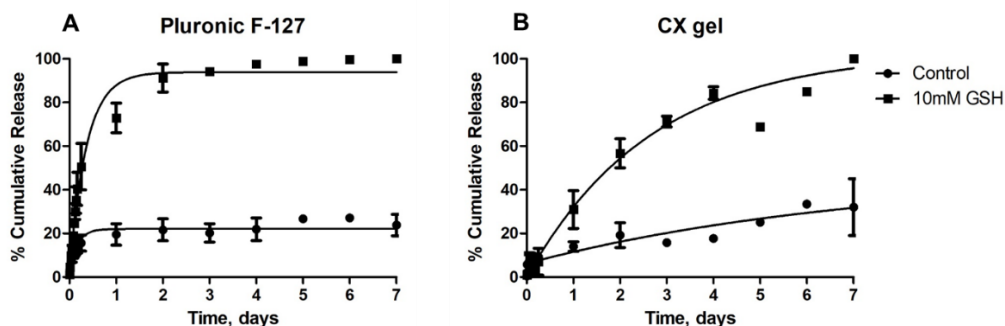 A
Pluronic F-127
% Cumulative Release
100
80
60
40
20
0
0 1 2 3 4 5 6 7
Time, days
B
CX gel
% Cumulative Release
100
80
60
40
20
0
0 1 2 3 4 5 6 7
Time, days
Control
10mM GSH